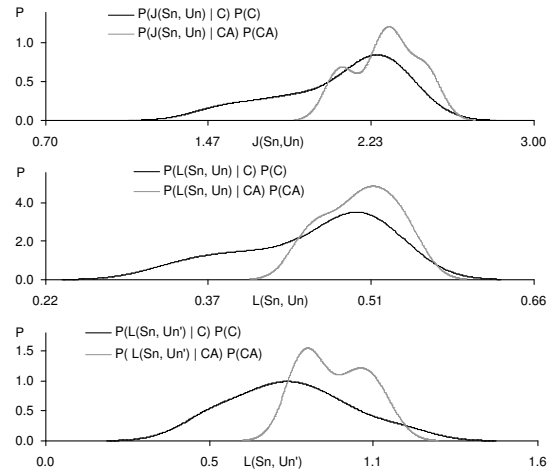 P
P(J(Sn, Un) | C) P(C)
P(J(Sn, Un) | CA) P(CA)
1.0
0.5
0.0
0.70 1.47 J(Sn,Un) 2.23 3.00
P
P(L(Sn, Un) | C) P(C)
P(L(Sn, Un) | CA) P(CA)
4.0
2.0
0.0
0.22 0.37 L(Sn, Un) 0.51 0.66
P
P(L(Sn, Un') | C) P(C)
P( L(Sn, Un') | CA) P(CA)
1.5
1.0
0.5
0.0
0.0 0.5 L(Sn, Un') 1.1 1.6